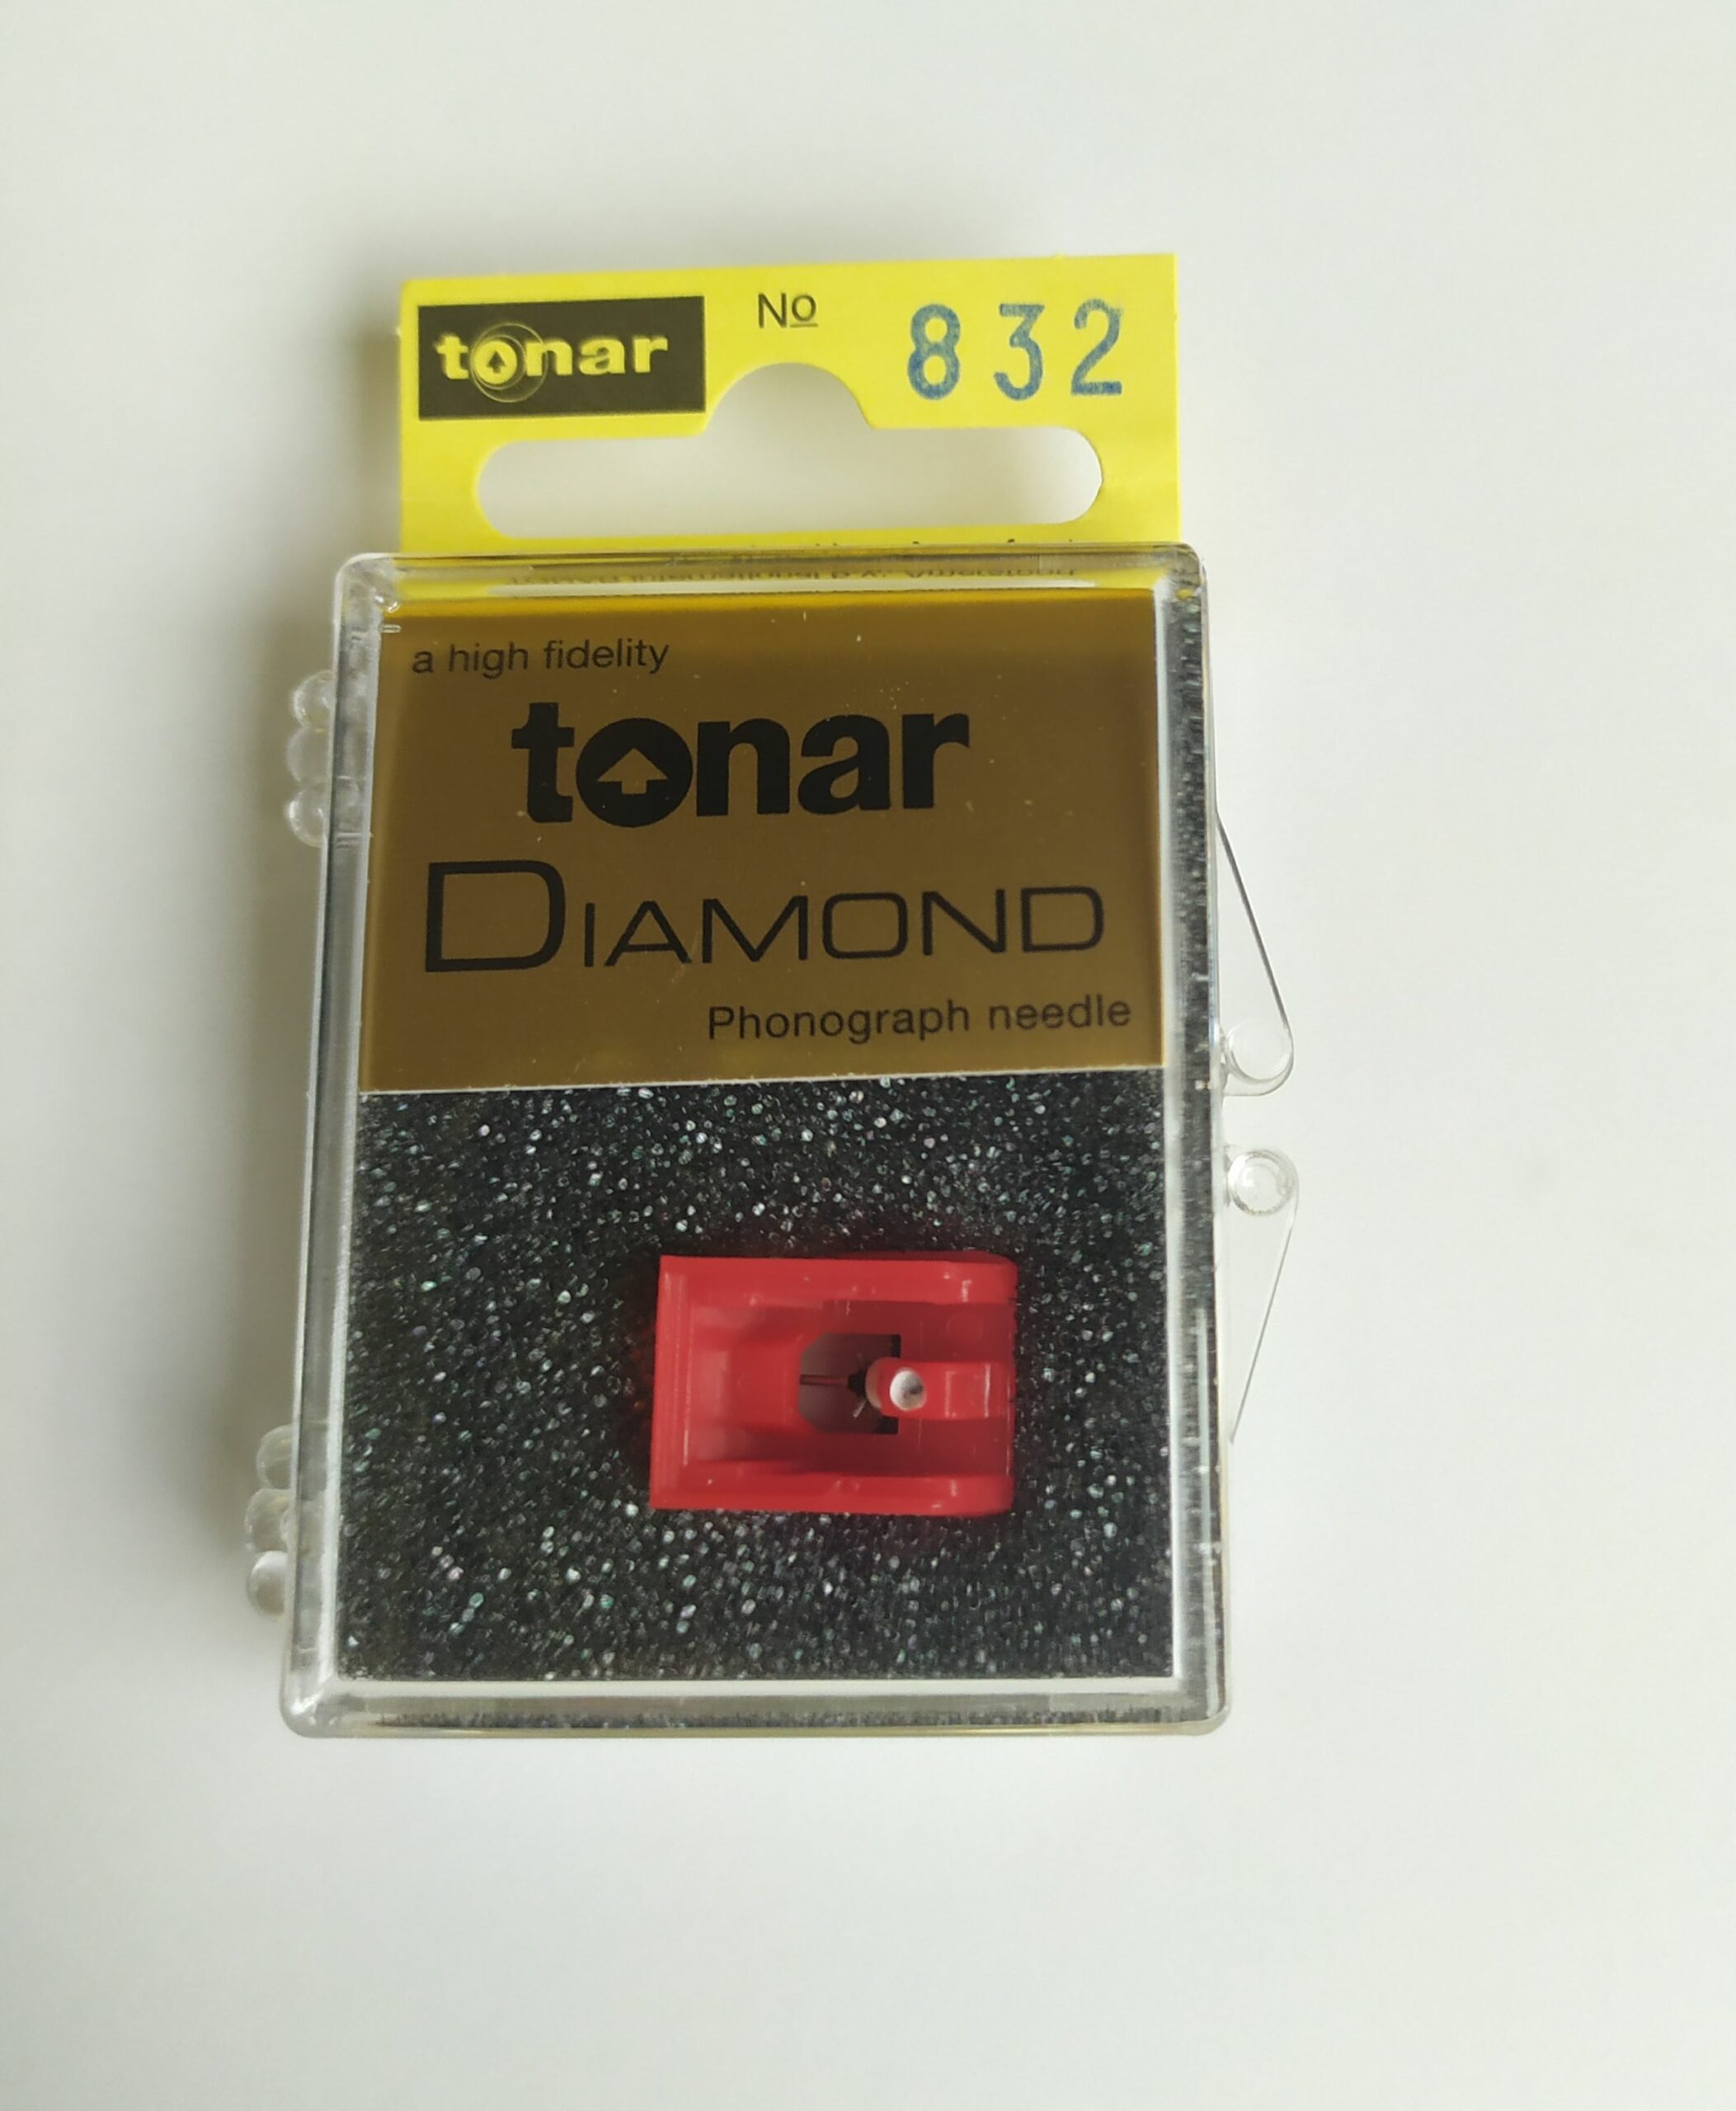 tonar No 832
a high fidelity
tonar
DIAMOND
Phonograph needle